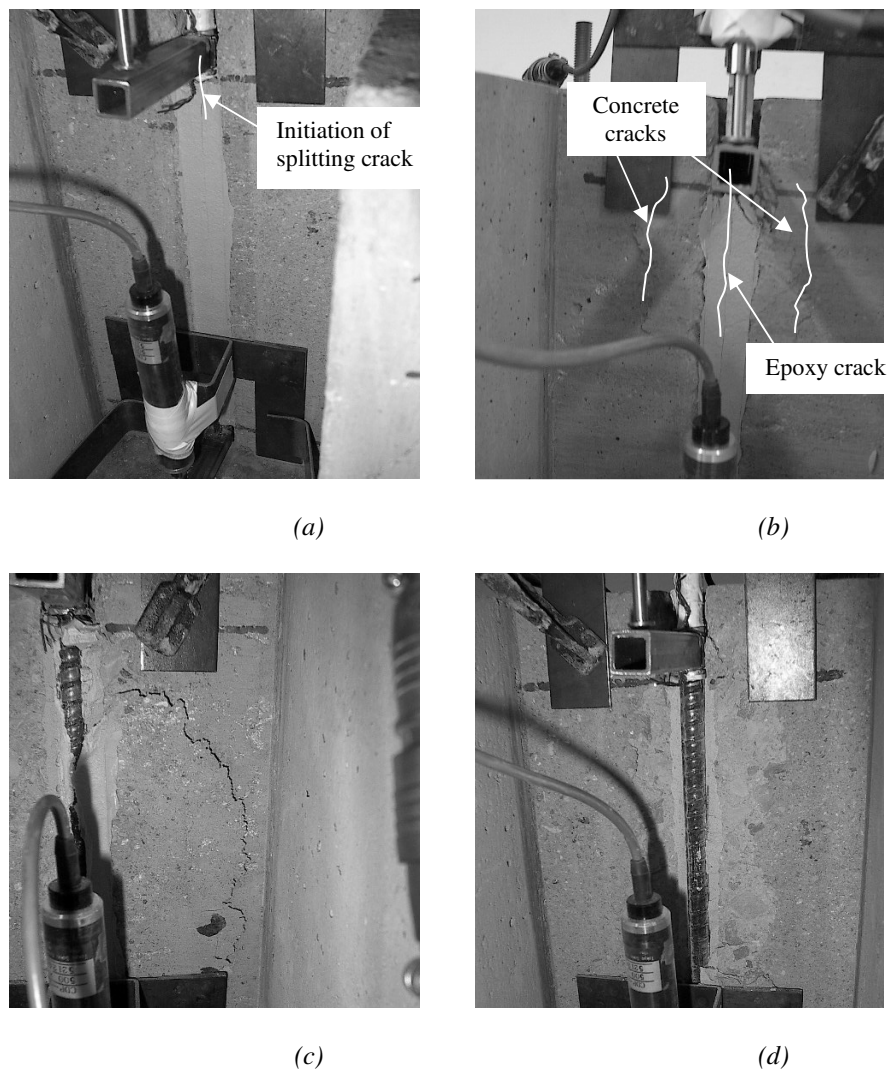 Initiation of
splitting crack
(a)
Concrete
cracks
Epoxy crack
(b)
(c)
(d)